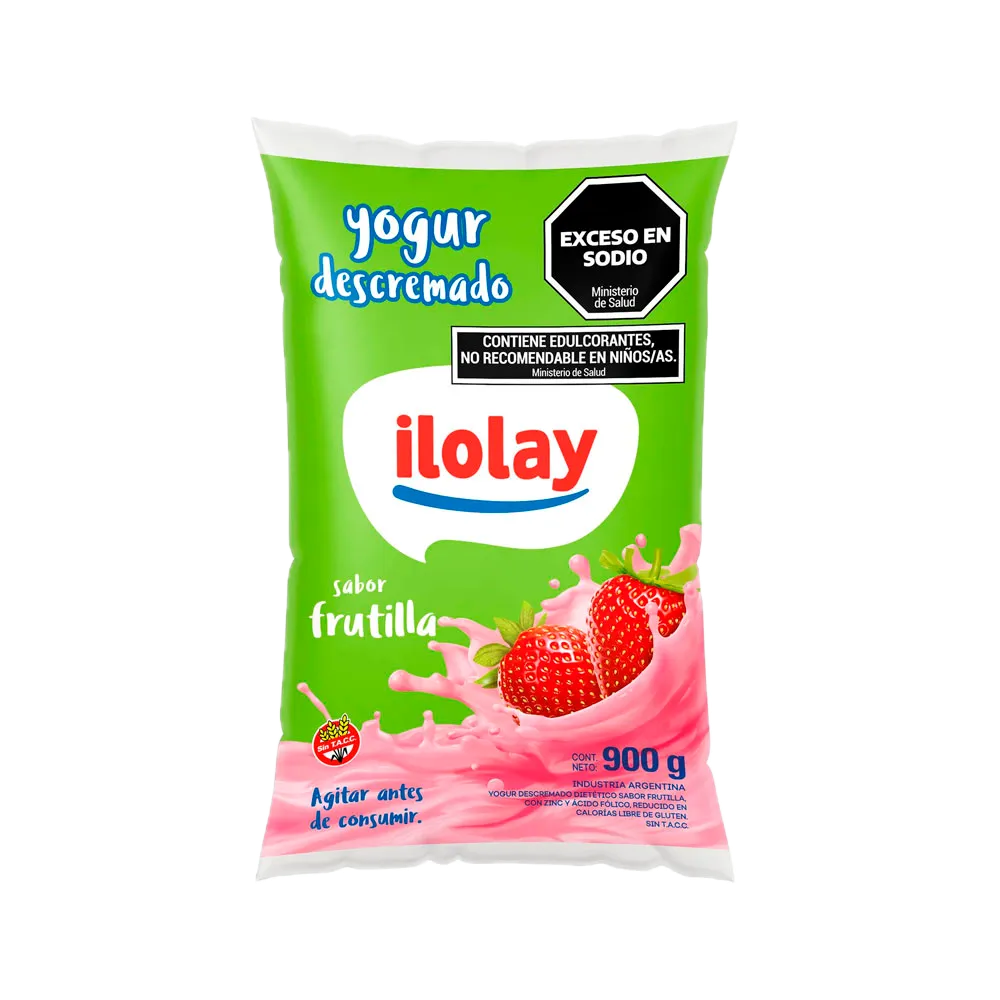 yogur
descremado
EXCESO EN
SODIO
Ministerio
de Salud
CONTIENE EDULCORANTES,
NO RECOMENDABLE EN NIÑOS/AS.
Ministerio de Salud
ilolay
sabor
frutilla
Sin T.A.C.C.
Agitar antes
de consumir.
CONT.
NETO: 900 g
INDUSTRIA ARGENTINA
YOGUR DESCREMADO DIETÉTICO SABOR FRUTILLA,
CON ZINC Y ÁCIDO FÓLICO, REDUCIDO EN
CALORÍAS LIBRE DE GLUTEN.
SIN T.A.C.C.